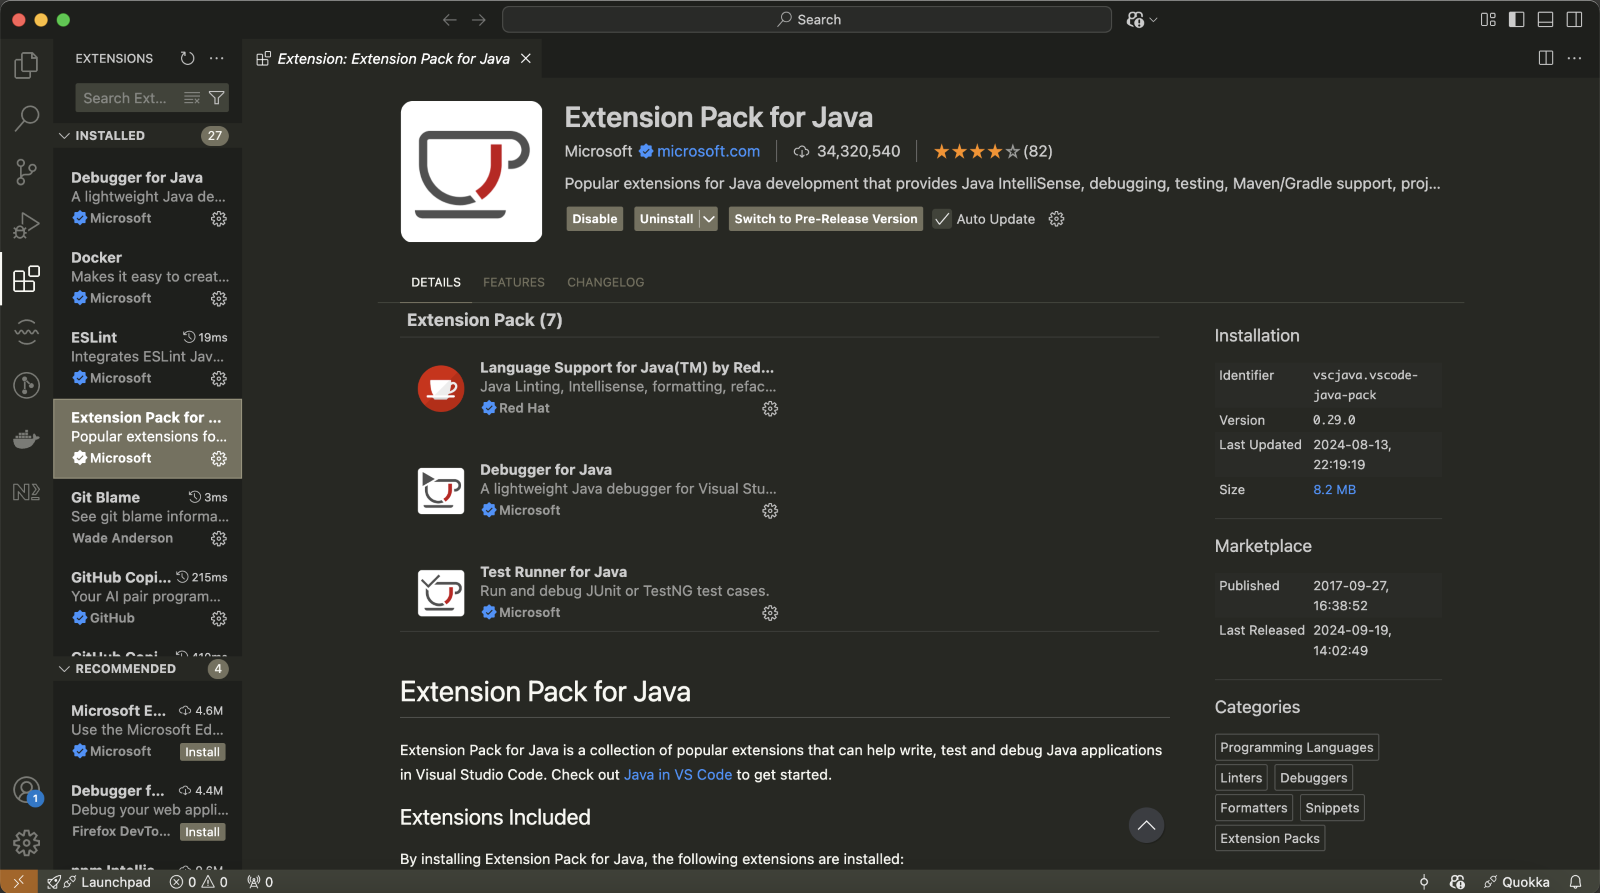 Search
EXTENSIONS
Extension: Extension Pack for Java
Search Ext...
INSTALLED 27
Debugger for Java
A lightweight Java de...
Microsoft
Docker
Makes it easy to creat...
Microsoft
ESLint 19ms
Integrates ESLint Jav...
Microsoft
Extension Pack for ...
Popular extensions fo...
Microsoft
Git Blame 3ms
See git blame informa...
Wade Anderson
GitHub Copi... 215ms
Your AI pair program...
GitHub
RECOMMENDED 4
Microsoft E... 4.6M
Use the Microsoft Ed...
Microsoft Install
Debugger f... 4.4M
Debug your web appli...
Firefox DevTo... Install
1
Extension Pack for Java
Microsoft microsoft.com 34,320,540 (82)
Popular extensions for Java development that provides Java IntelliSense, debugging, testing, Maven/Gradle support, proj...
Disable Uninstall Switch to Pre-Release Version Auto Update
DETAILS FEATURES CHANGELOG
Extension Pack (7)
Language Support for Java(TM) by Red...
Java Linting, Intellisense, formatting, refac...
Red Hat
Debugger for Java
A lightweight Java debugger for Visual Stu...
Microsoft
Test Runner for Java
Run and debug JUnit or TestNG test cases.
Microsoft
Extension Pack for Java
Extension Pack for Java is a collection of popular extensions that can help write, test and debug Java applications
in Visual Studio Code. Check out Java in VS Code to get started.
Extensions Included
By installing Extension Pack for Java, the following extensions are installed:
Installation
Identifier vscjava.vscode-
java-pack
Version 0.29.0
Last Updated 2024-08-13,
22:19:19
Size 8.2 MB
Marketplace
Published 2017-09-27,
16:38:52
Last Released 2024-09-19,
14:02:49
Categories
Programming Languages
Linters Debuggers
Formatters Snippets
Extension Packs
Launchpad 0 0 0 Quokka